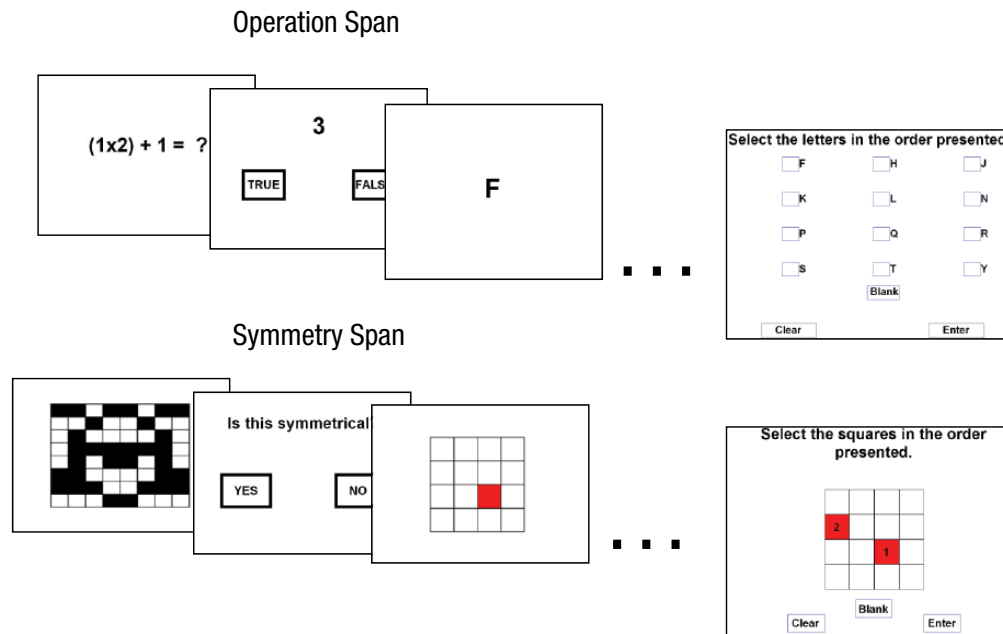 Operation Span
(1x2) + 1 = ?
3
TRUE FALS
F
Select the letters in the order presented
F H J
K L N
P Q R
S T Y
Blank
Clear Enter
Symmetry Span
Is this symmetrical?
YES NO
Select the squares in the order
presented.
2
1
Blank
Clear Enter